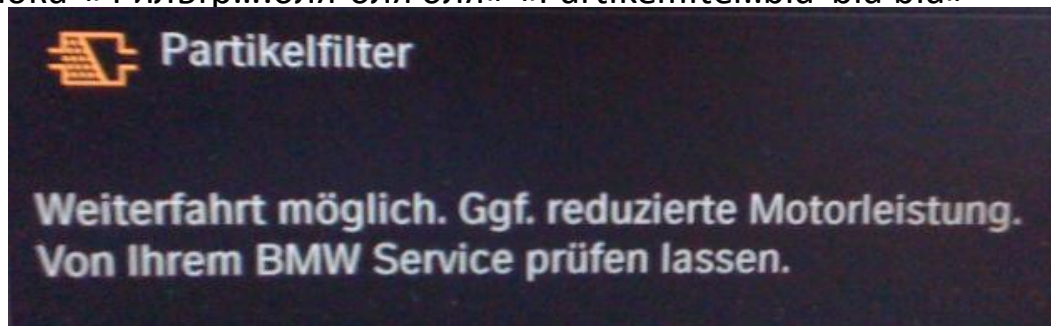 Partikelfilter
Weiterfahrt möglich. Ggf. reduzierte Motorleistung.
Von Ihrem BMW Service prüfen lassen.